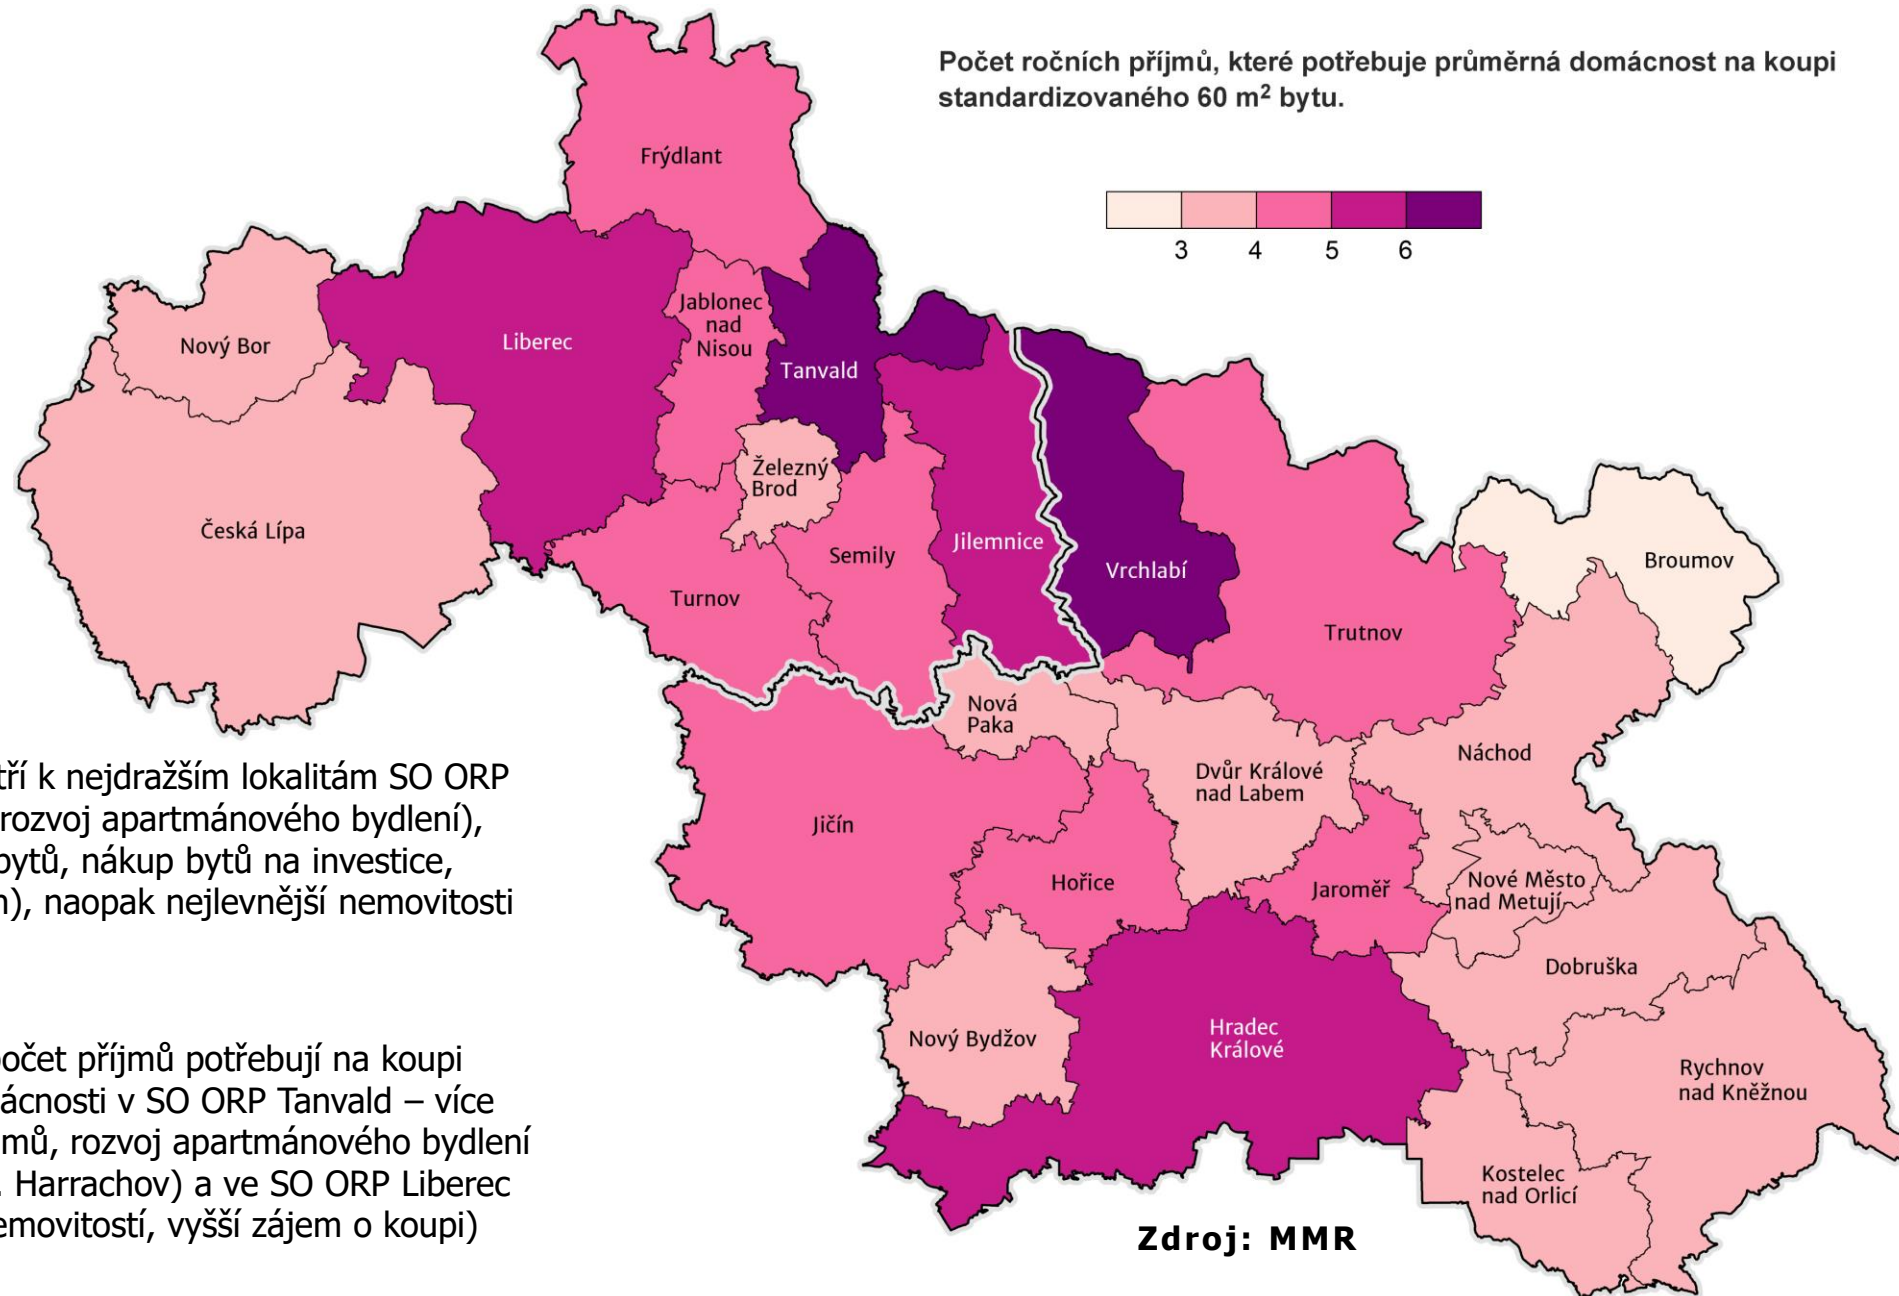 Počet ročních příjmů, které potřebuje průměrná domácnost na koupi
standardizovaného 60 m² bytu.
3 4 5 6
Frýdlant
Nový Bor
Liberec
Jablonec
nad
Nisou
Tanvald
Česká Lípa
Železný
Brod
Turnov
Semily
Jilemnice
Vrchlabí
Trutnov
Broumov
Nová
Paka
Dvůr Králové
nad Labem
Náchod
Jičín
Hořice
Jaroměř
Nové Město
nad Metují
Dobruška
Nový Bydžov
Hradec
Králové
Rychnov
nad Kněžnou
Kostelec
nad Orlicí
tří k nejdražším lokalitám SO ORP
rozvoj apartmánového bydlení),
bytů, nákup bytů na investice,
), naopak nejlevnější nemovitosti
počet příjmů potřebují na koupi
ácnosti v SO ORP Tanvald – více
mů, rozvoj apartmánového bydlení
. Harrachov) a ve SO ORP Liberec
emovitostí, vyšší zájem o koupi)
Zdroj: MMR